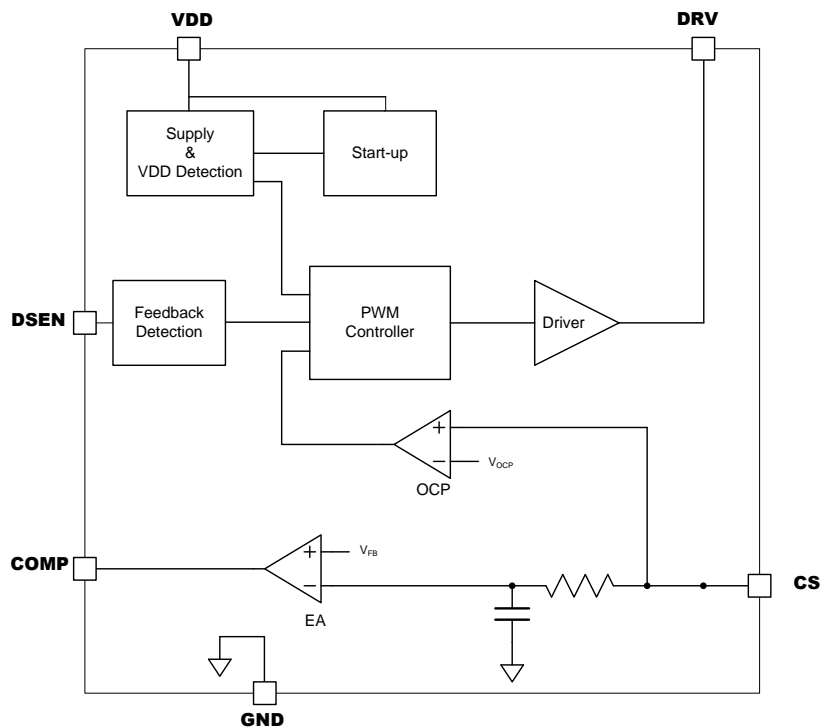 VDD
DRV
Supply
&
VDD Detection
Start-up
DSEN
Feedback
Detection
PWM
Controller
Driver
+
−
VOCP
OCP
COMP
+
−
VFB
EA
CS
GND